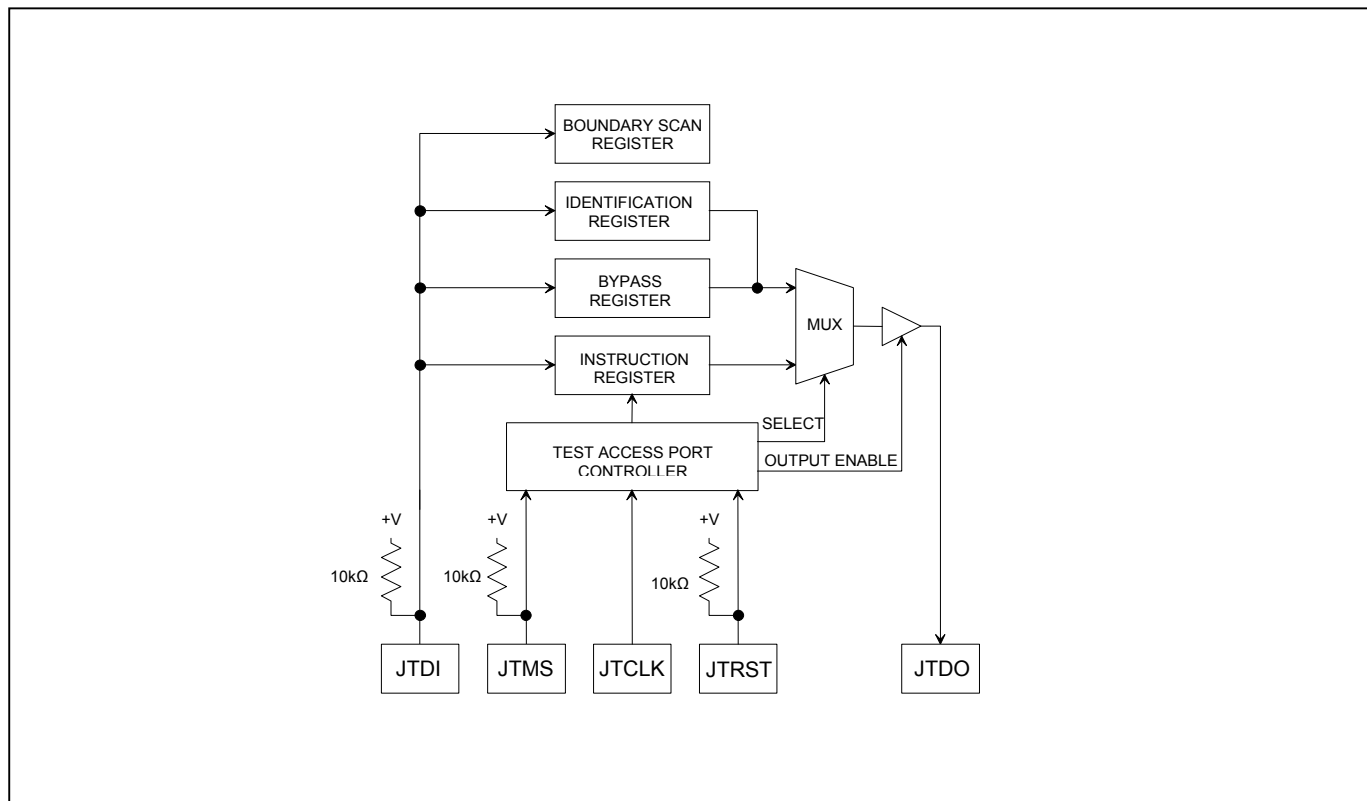 BOUNDARY SCAN
REGISTER
IDENTIFICATION
REGISTER
BYPASS
REGISTER
MUX
INSTRUCTION
REGISTER
SELECT
TEST ACCESS PORT
CONTROLLER
OUTPUT ENABLE
+V
+V
+V
10kΩ
10kΩ
10kΩ
JTDI
JTMS
JTCLK
JTRST
JTDO